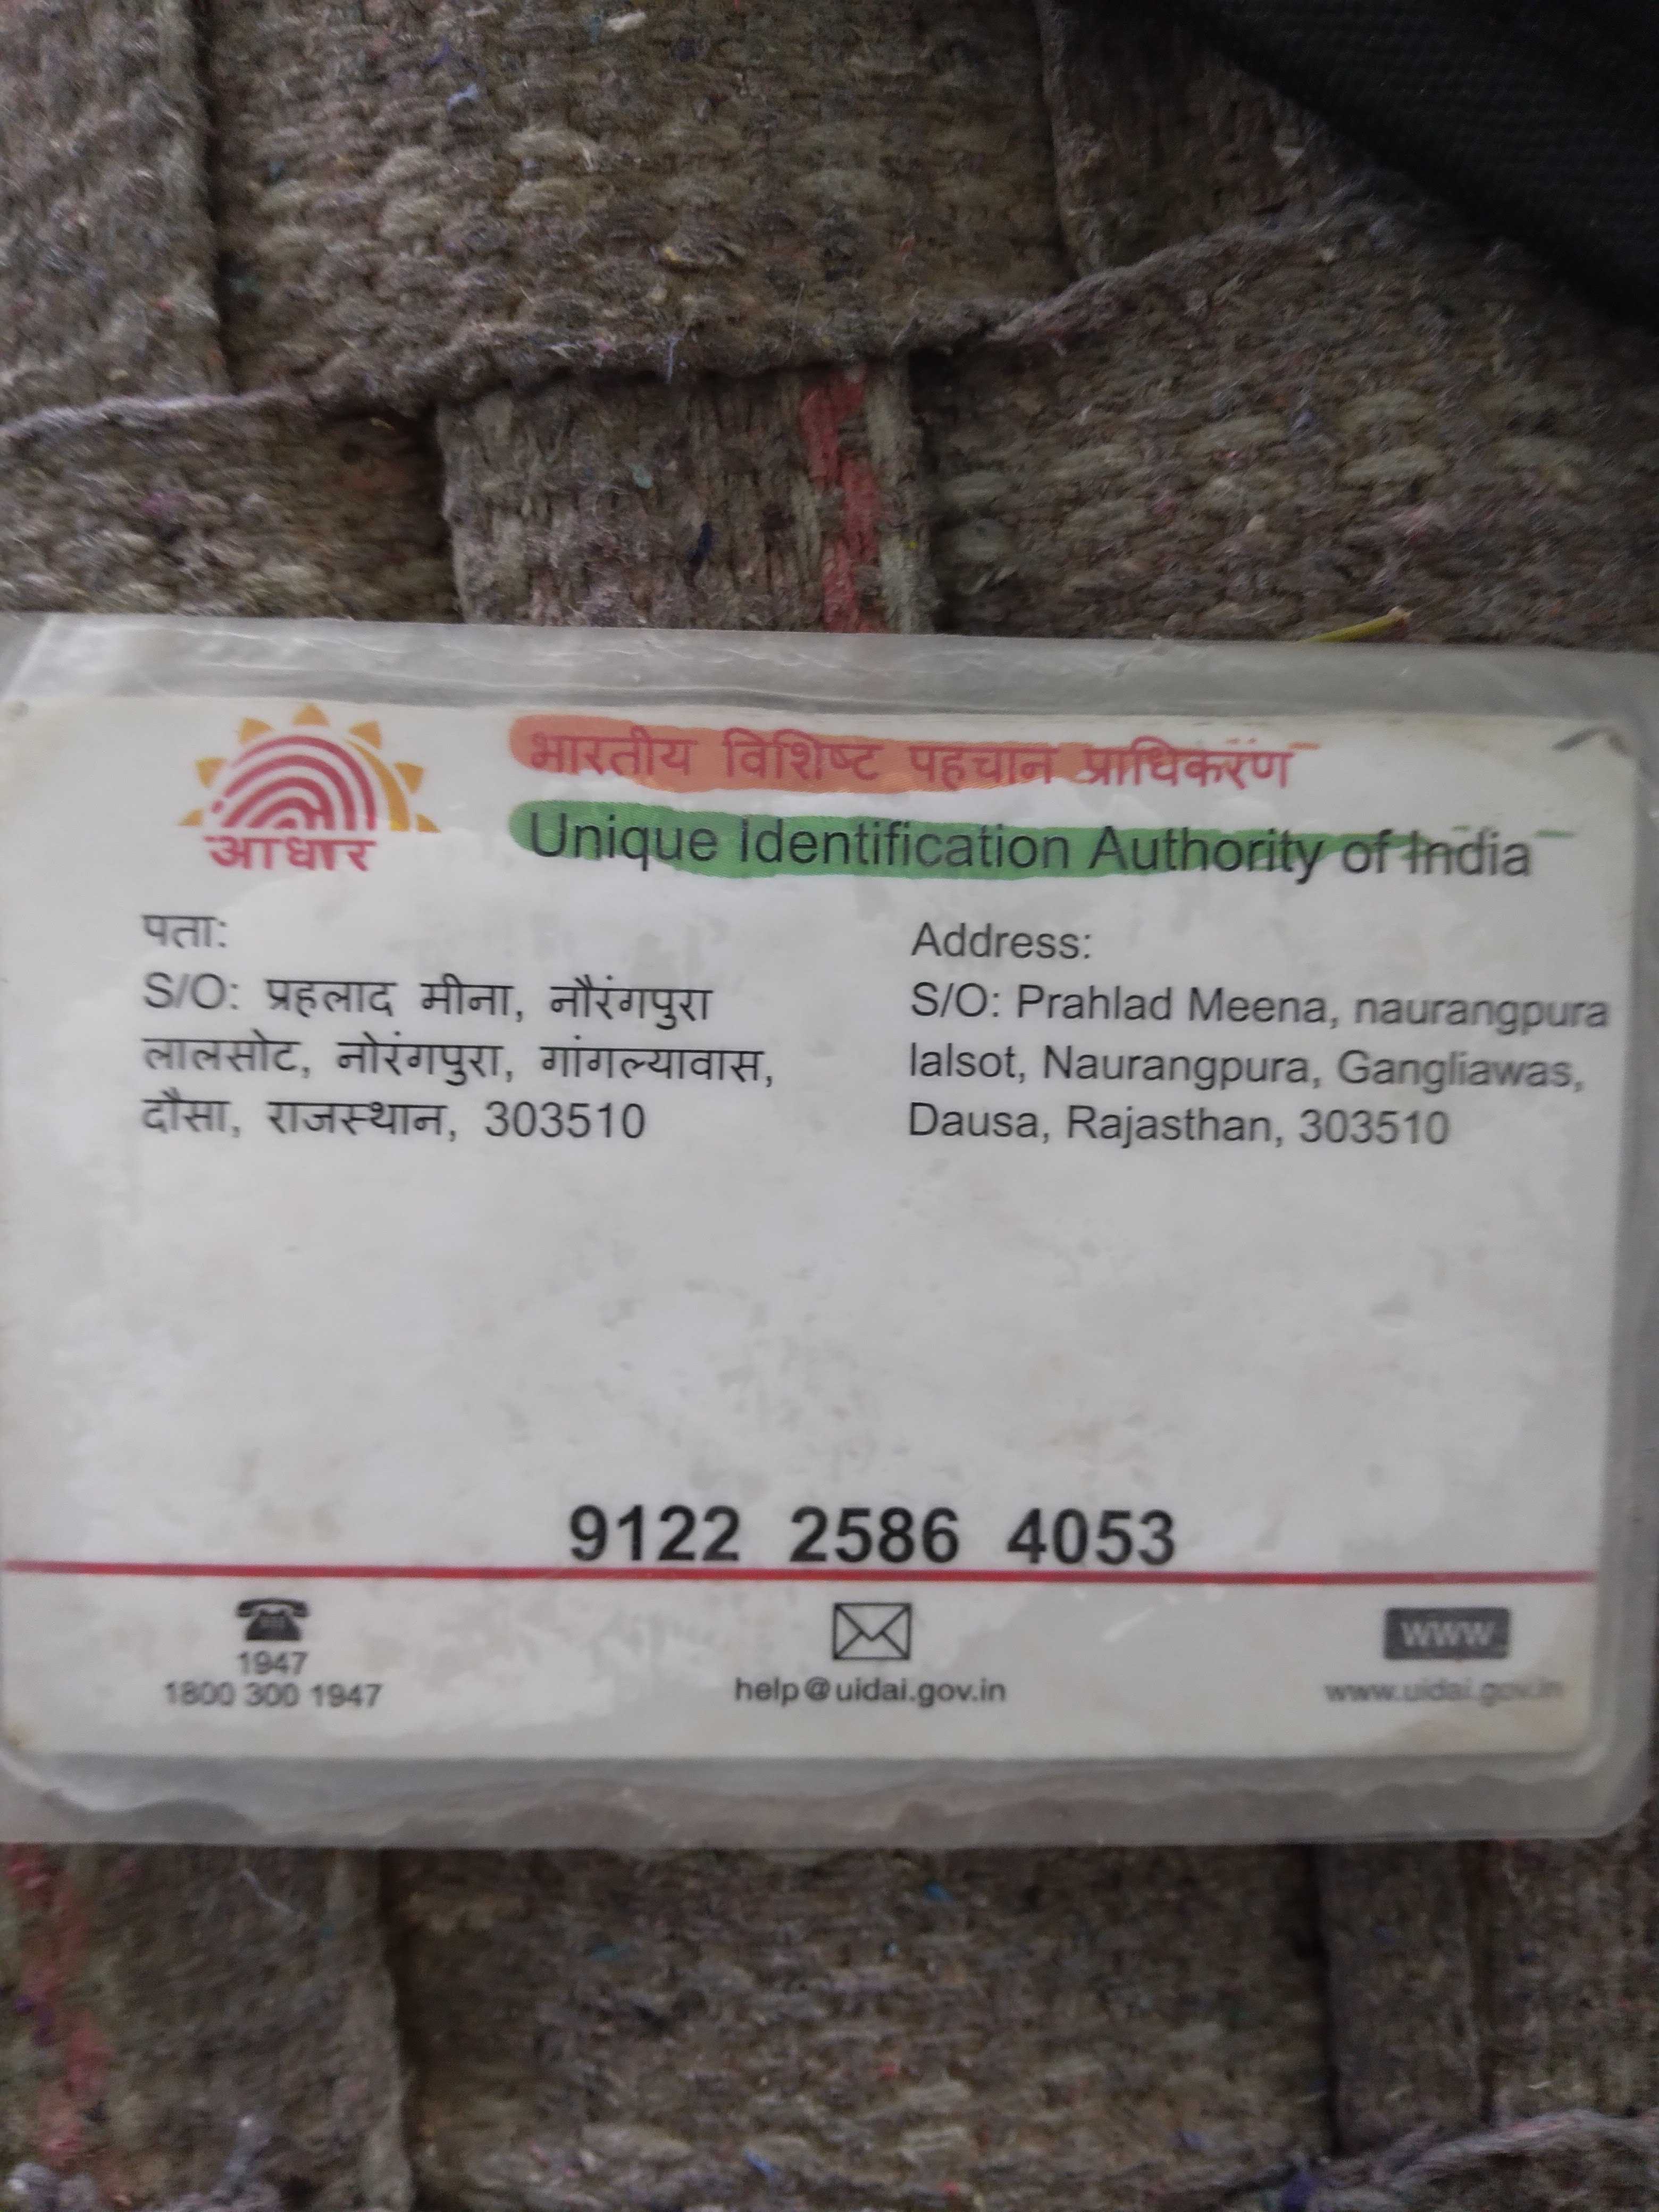 आधार
भारतीय विशिष्ट पहचान प्राधिकरण
Unique Identification Authority of India
पता:
S/O: प्रहलाद मीना, नौरंगपुरा
लालसोट, नोरंगपुरा, गांगल्यावास,
दौसा, राजस्थान, 303510
Address:
S/O: Prahlad Meena, naurangpura
lalsot, Naurangpura, Gangliawas,
Dausa, Rajasthan, 303510
9122 2586 4053
1947
1800 300 1947
help@uidai.gov.in
www
www.uidai.gov.in